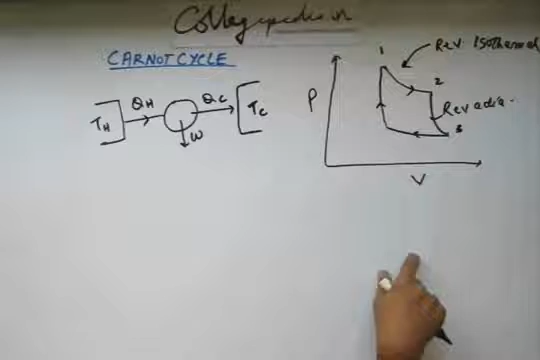 Collegepedia.in
CARNOT CYCLE
TH
QH
QC
W
TC
P
V
1
2
3
Rev. Isothermal
Rev adia.